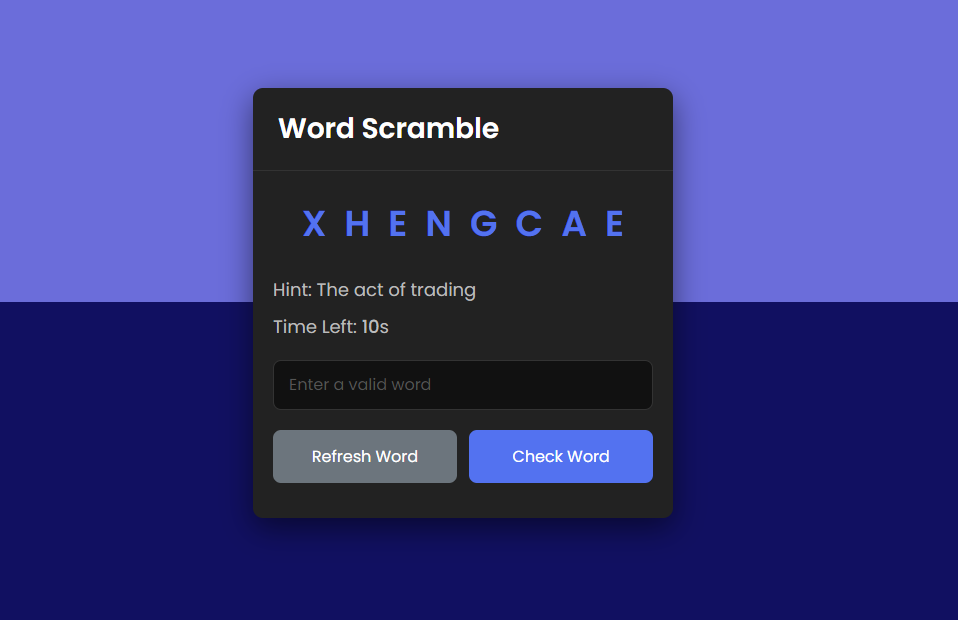 Word Scramble
X H E N G C A E
Hint: The act of trading
Time Left: 10s
Enter a valid word
Refresh Word Check Word